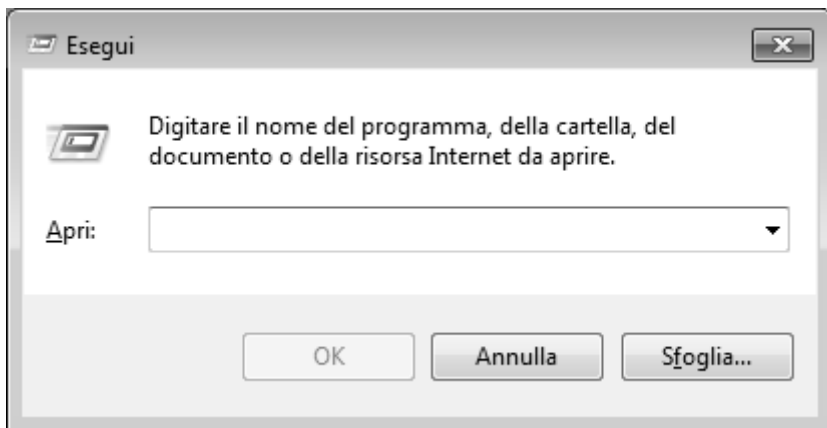 Esegui
Digitare il nome del programma, della cartella, del
documento o della risorsa Internet da aprire.
Apri:
OK Annulla Sfoglia...